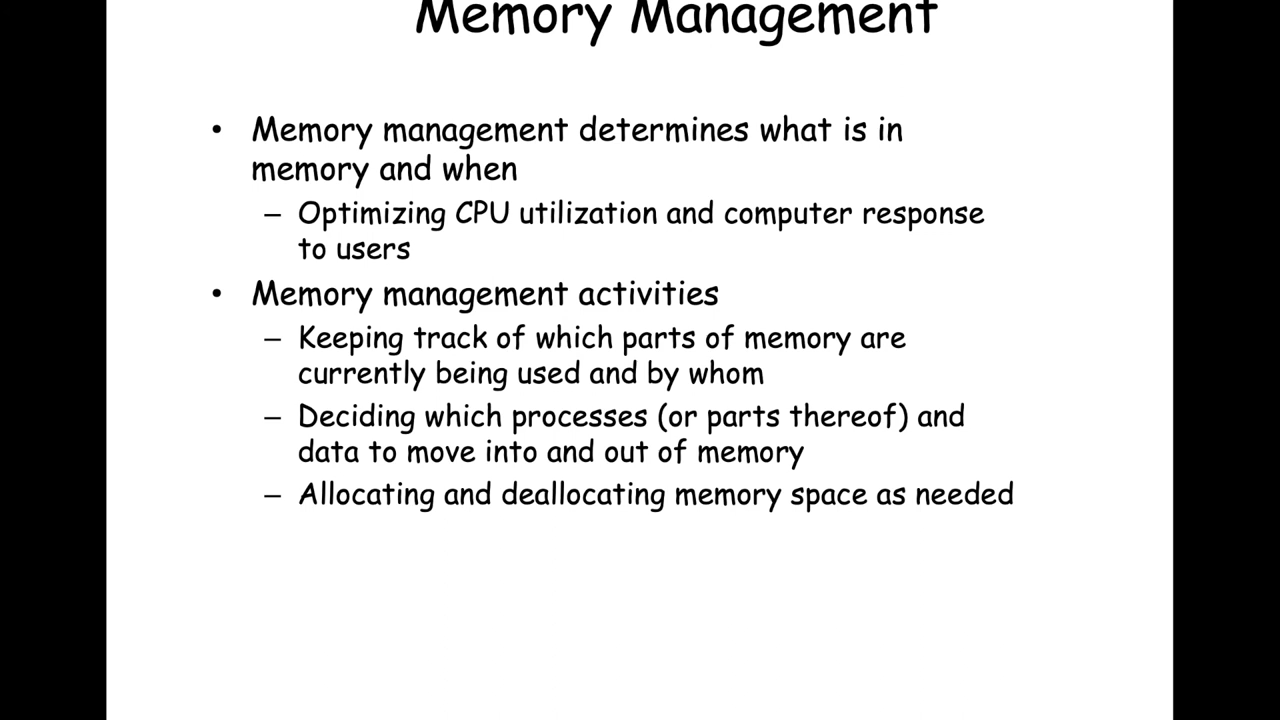 Memory Management
• Memory management determines what is in
memory and when
– Optimizing CPU utilization and computer response
to users
• Memory management activities
– Keeping track of which parts of memory are
currently being used and by whom
– Deciding which processes (or parts thereof) and
data to move into and out of memory
– Allocating and deallocating memory space as needed